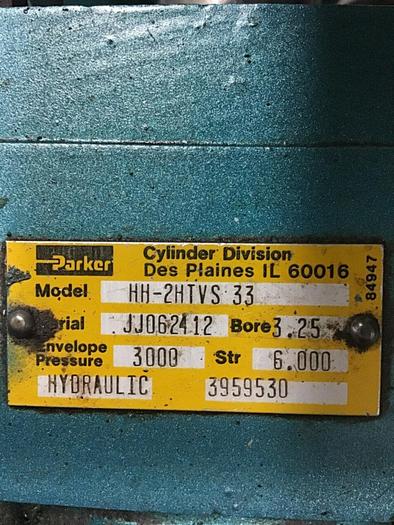 Parker Cylinder Division
Des Plaines IL 60016
Model HH-2HTVS 33
JJ062412 Bore 3.25
Envelope
Pressure 3000 Str 6.000
HYDRAULIC 3959530
84947